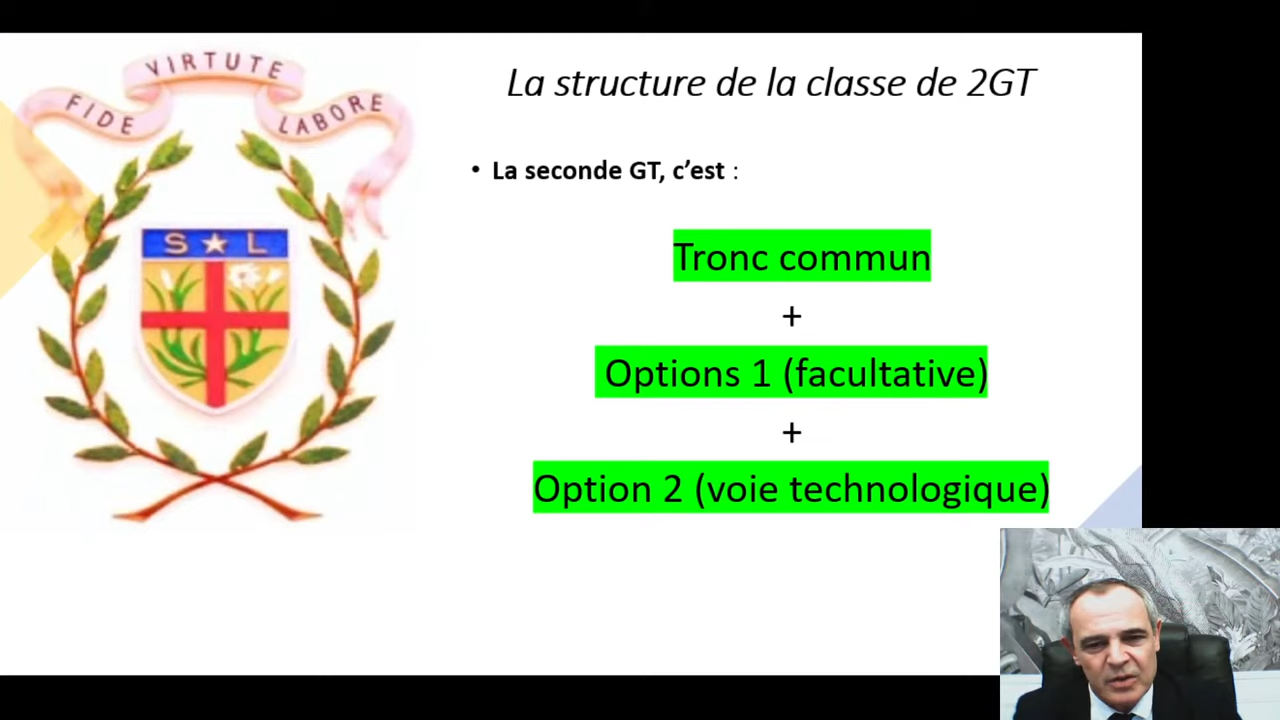 VIRTUTE
FIDE
LABORE
S L
La structure de la classe de 2GT
• La seconde GT, c’est :
Tronc commun
+
Options 1 (facultative)
+
Option 2 (voie technologique)